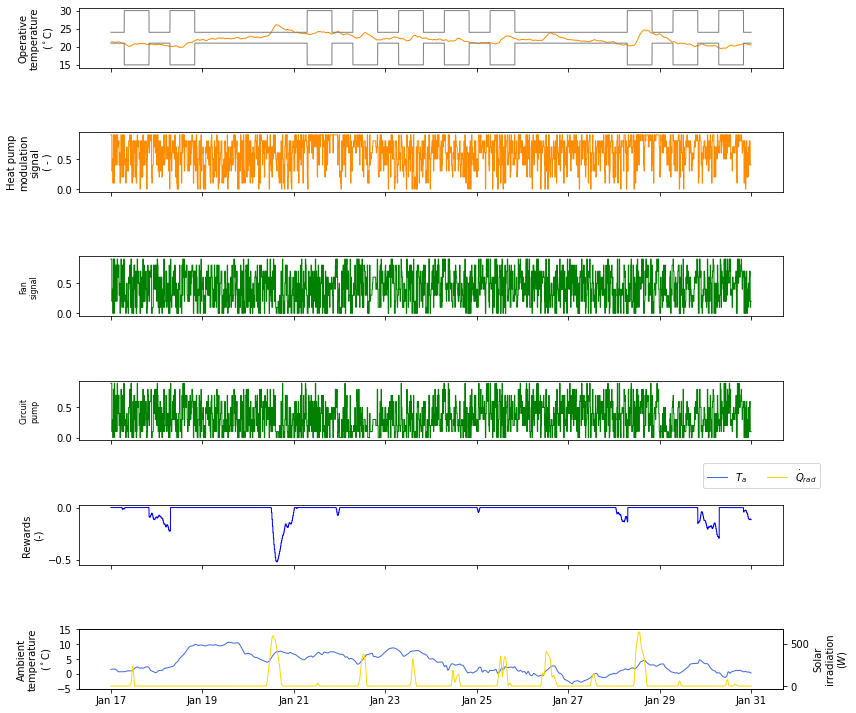 Operative
temperature
(°C)
30
25
20
15
Heat pump
modulation
signal
( - )
0.5
0.0
Fan
signal
0.5
0.0
Circuit
pump
0.5
0.0
T_a
Q̇_rad
Rewards
(-)
0.0
−0.5
Ambient
temperature
(°C)
15
10
5
0
−5
500
0
Solar
irradiation
(W)
Jan 17 Jan 19 Jan 21 Jan 23 Jan 25 Jan 27 Jan 29 Jan 31